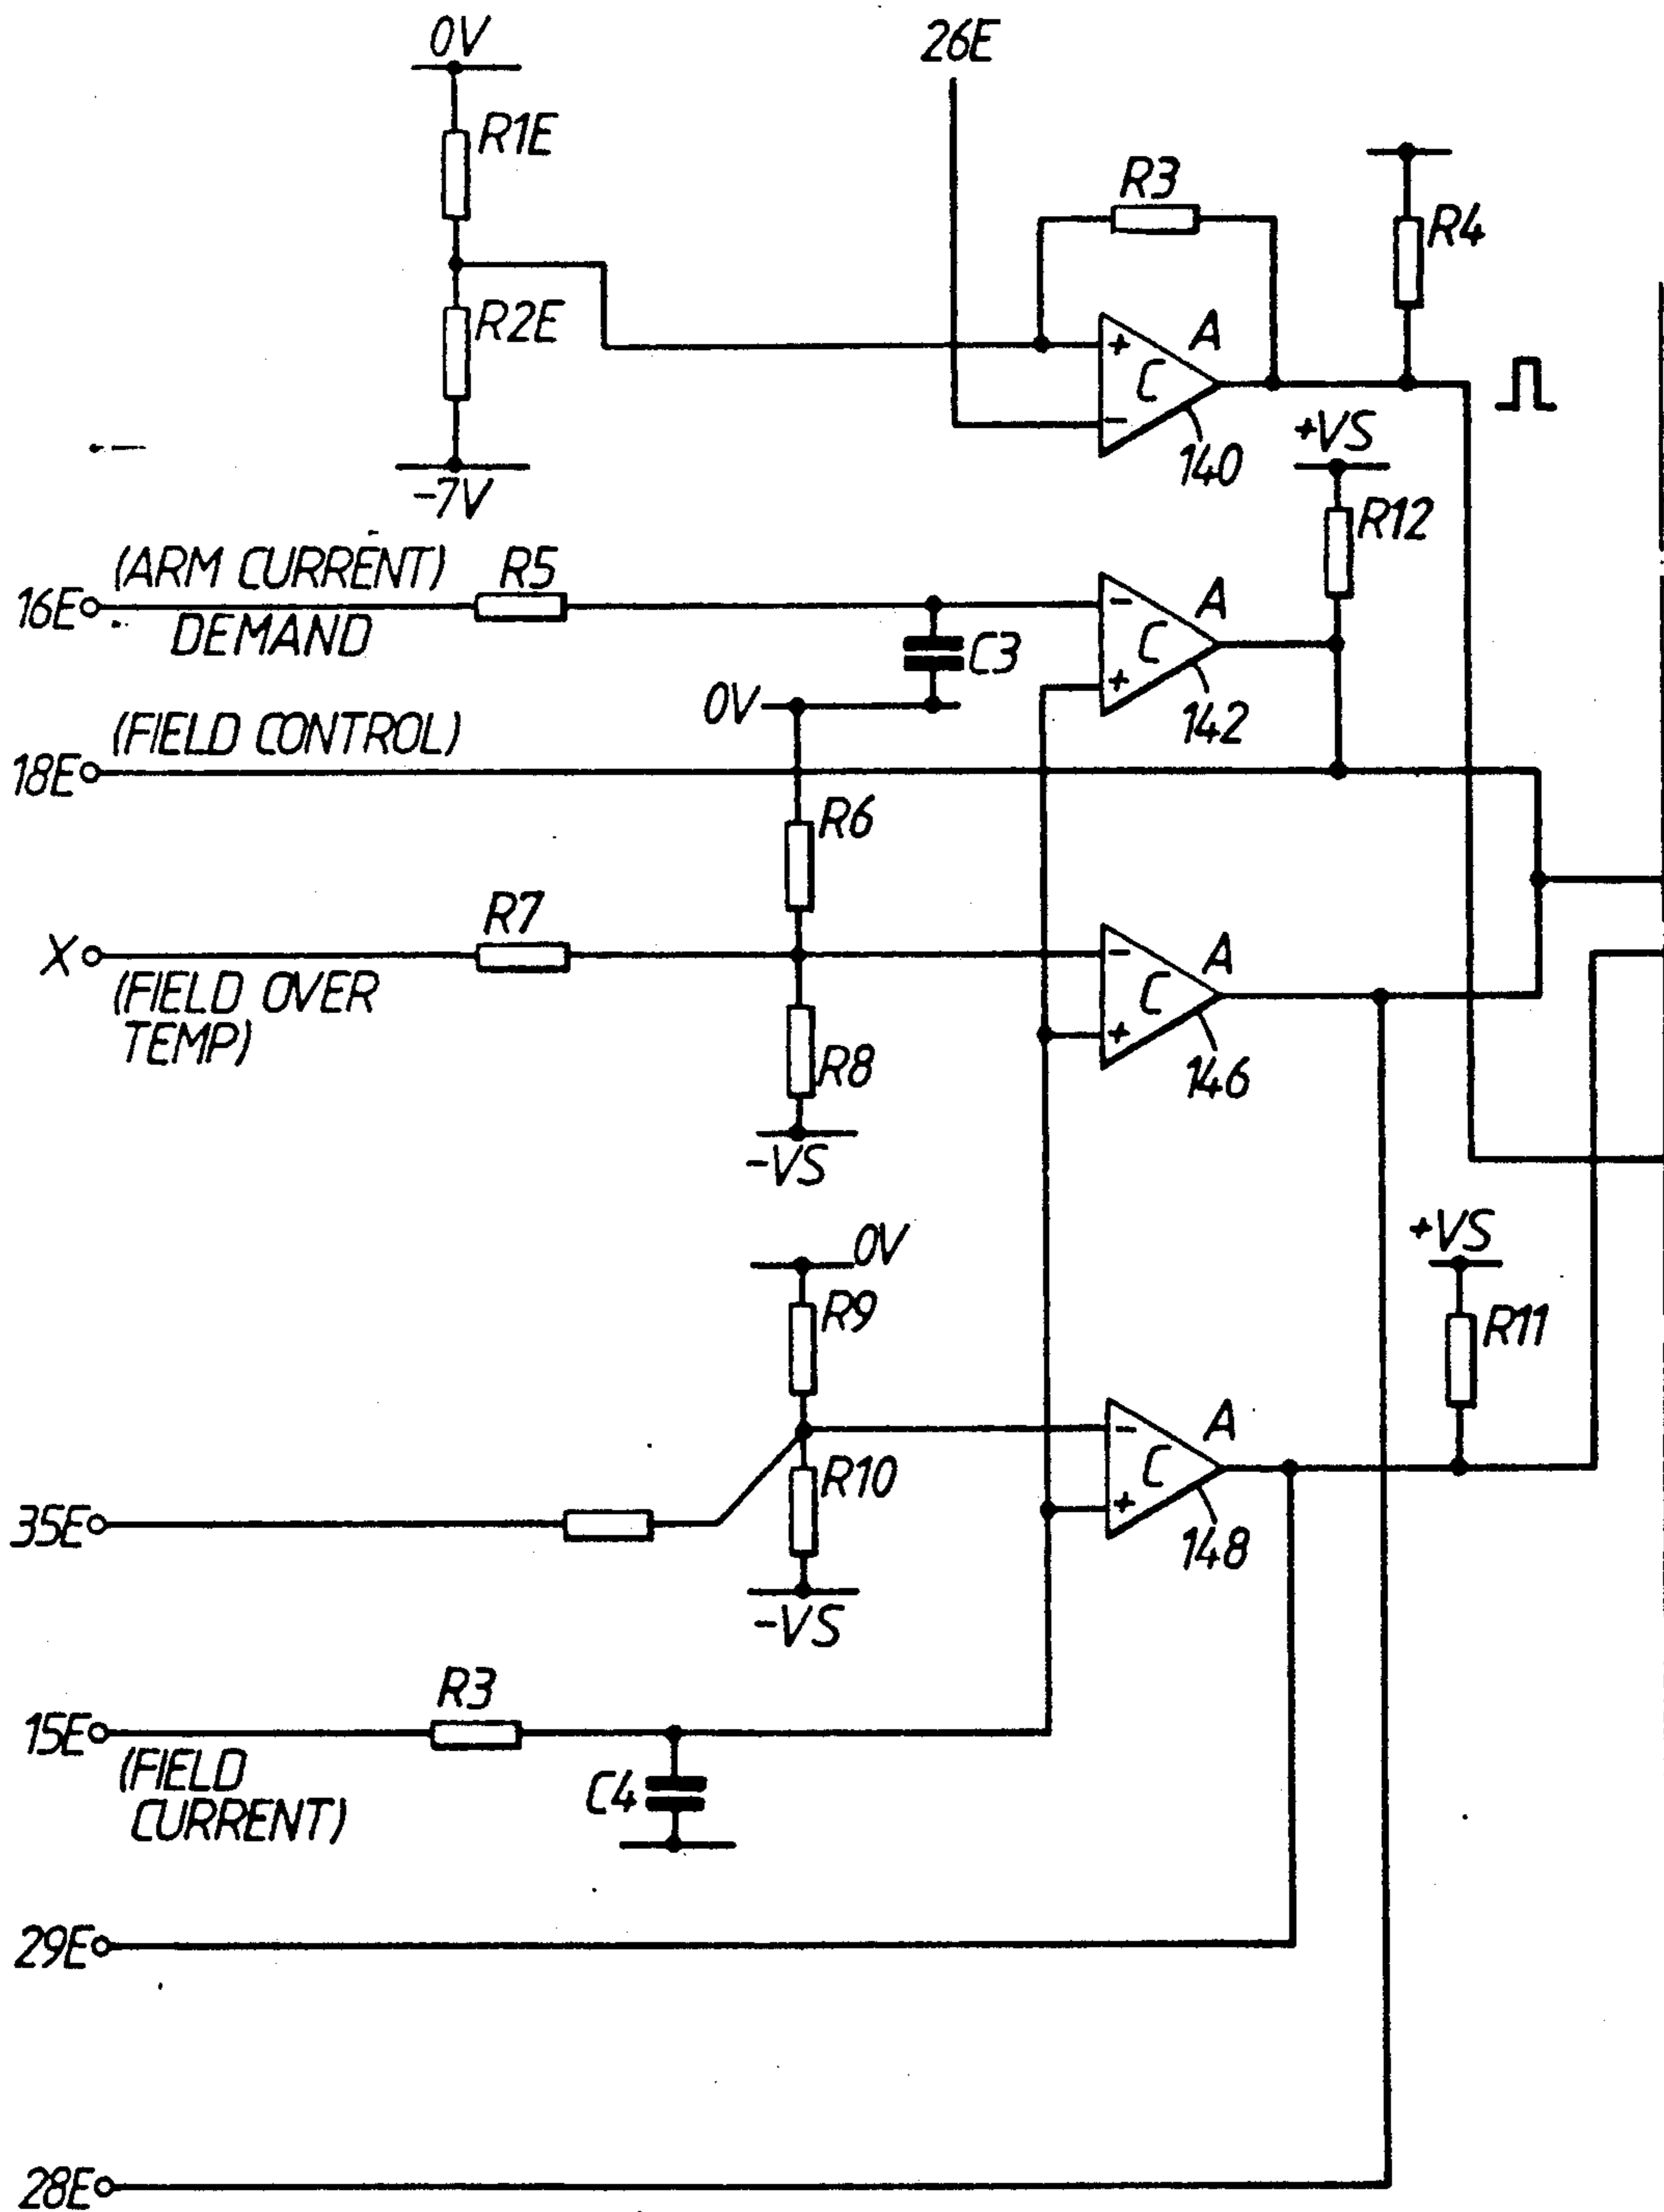 0V
26E
R1E
R3
R4
R2E
+
A
C
-
140
+VS
-7V
R12
(ARM CURRENT)
R5
16E
DEMAND
-
A
C
C3
+
0V
142
(FIELD CONTROL)
18E
R6
R7
X
-
A
(FIELD OVER
TEMP)
C
+
R8
146
-VS
+VS
0V
R9
R11
-
A
C
R10
+
35E
148
-VS
R3
15E
(FIELD
CURRENT)
C4
29E
28E